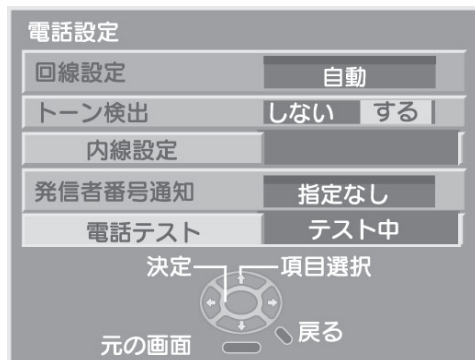 電話設定
回線設定 自動
トーン検出 しない する
内線設定
発信者番号通知 指定なし
電話テスト テスト中
決定 項目選択
戻る
元の画面